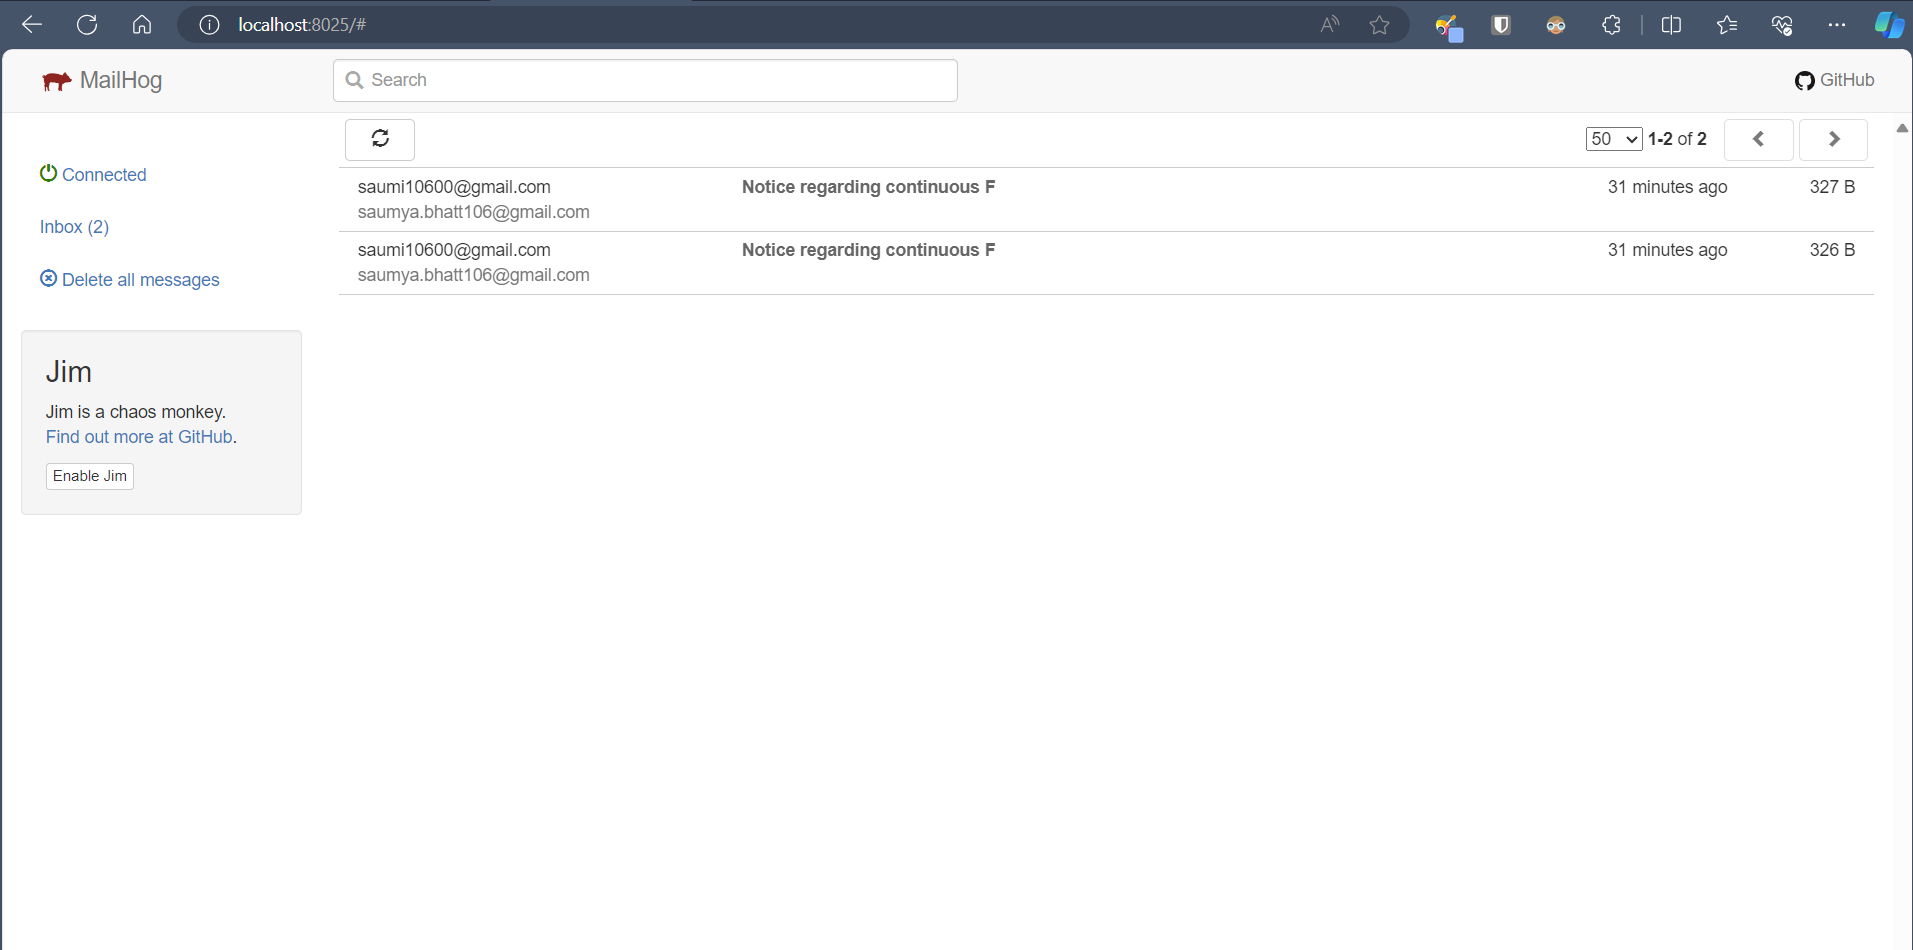 localhost:8025/#
MailHog
Search
GitHub
50 1-2 of 2
Connected
Inbox (2)
Delete all messages
saumi10600@gmail.com Notice regarding continuous F 31 minutes ago 327 B
saumya.bhatt106@gmail.com
saumi10600@gmail.com Notice regarding continuous F 31 minutes ago 326 B
saumya.bhatt106@gmail.com
Jim
Jim is a chaos monkey.
Find out more at GitHub.
Enable Jim